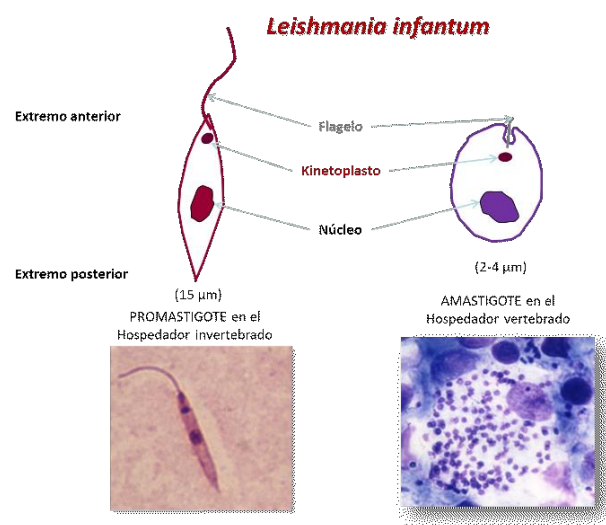 Leishmania infantum
Extremo anterior
Flagelo
Kinetoplasto
Núcleo
Extremo posterior
(15 µm)
(2-4 µm)
PROMASTIGOTE en el
Hospedador invertebrado
AMASTIGOTE en el
Hospedador vertebrado